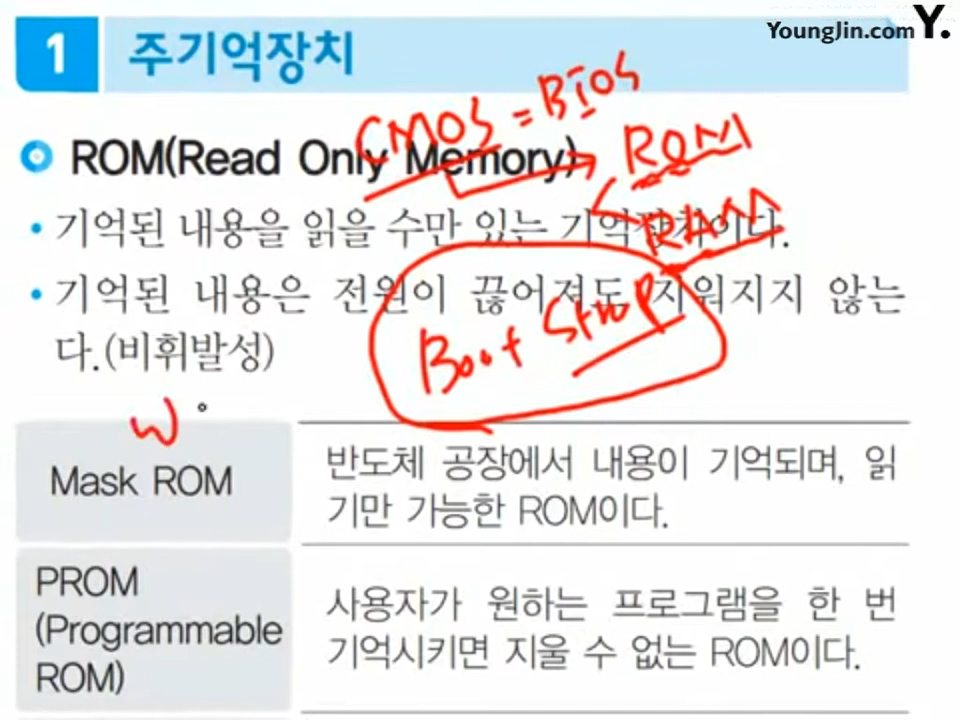 YoungJin.com Y.
1 주기억장치
CMOS = BIOS
ROM
ROM(Read Only Memory)
RAM
• 기억된 내용을 읽을 수만 있는 기억장치이다.
• 기억된 내용은 전원이 끊어져도 지워지지 않는
다.(비휘발성)
Boot Strap
W
Mask ROM
반도체 공장에서 내용이 기억되며, 읽
기만 가능한 ROM이다.
PROM
(Programmable
ROM)
사용자가 원하는 프로그램을 한 번
기억시키면 지울 수 없는 ROM이다.